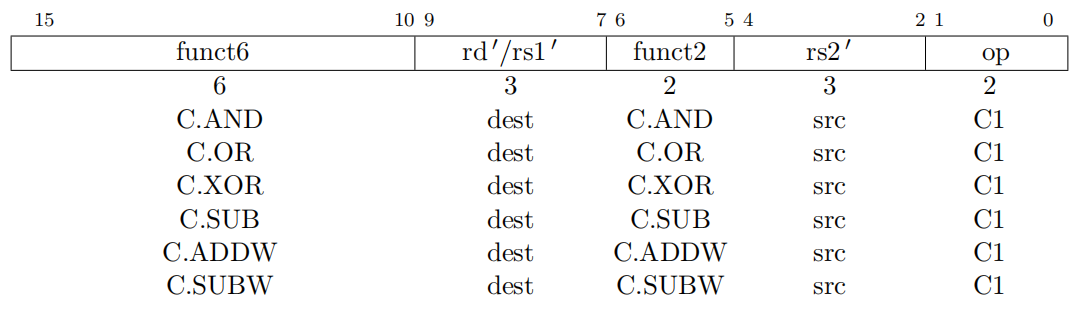 15 10 9 7 6 5 4 2 1 0
funct6 rd′/rs1′ funct2 rs2′ op
6 3 2 3 2
C.AND dest C.AND src C1
C.OR dest C.OR src C1
C.XOR dest C.XOR src C1
C.SUB dest C.SUB src C1
C.ADDW dest C.ADDW src C1
C.SUBW dest C.SUBW src C1